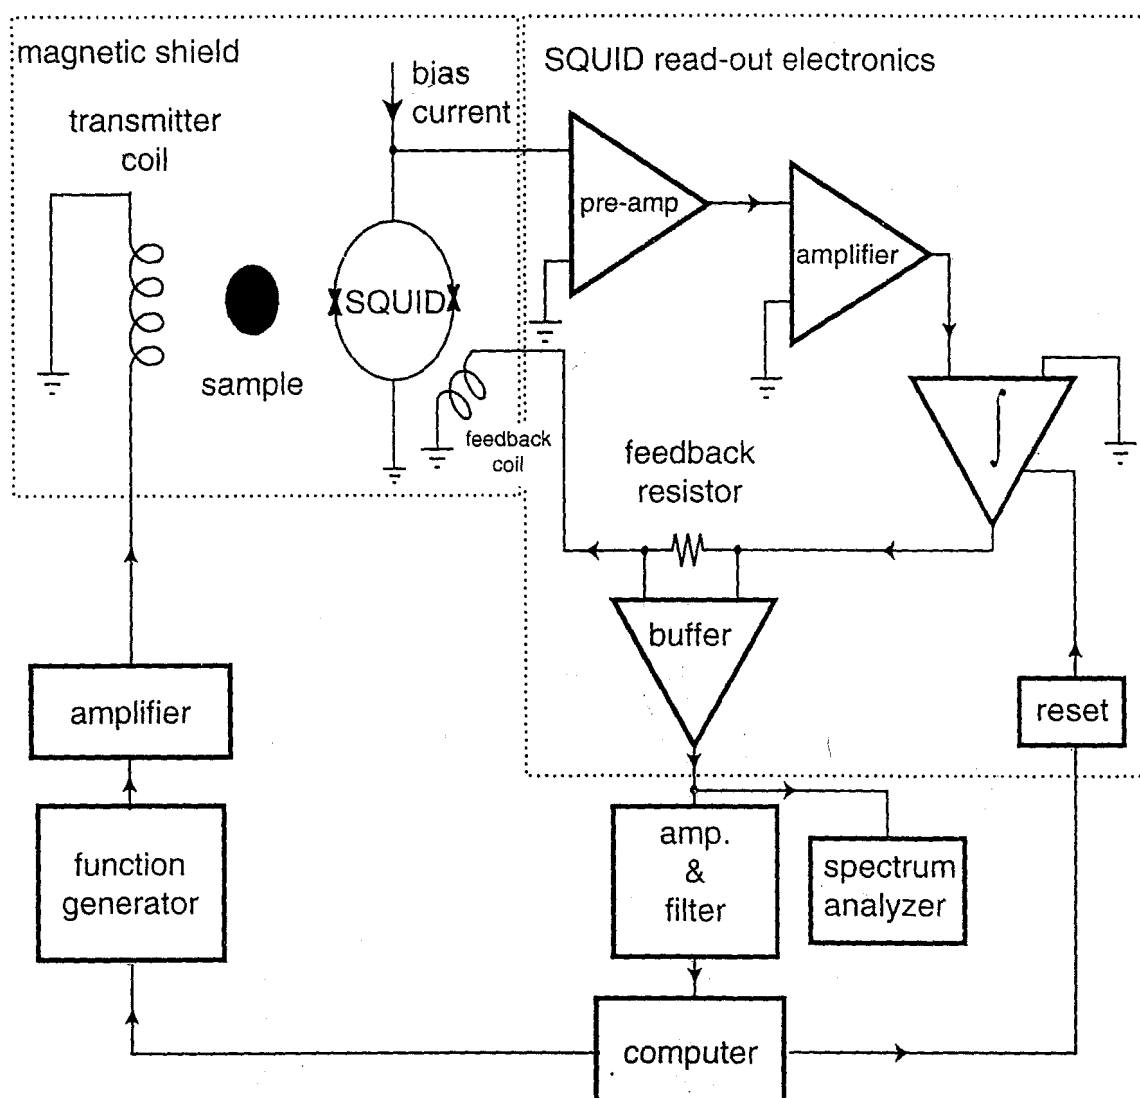 magnetic shield
SQUID read-out electronics
bias
current
transmitter
coil
pre-amp
amplifier
SQUID
sample
∫
feedback
coil
feedback
resistor
buffer
amplifier
reset
function
generator
amp.
&
filter
spectrum
analyzer
computer